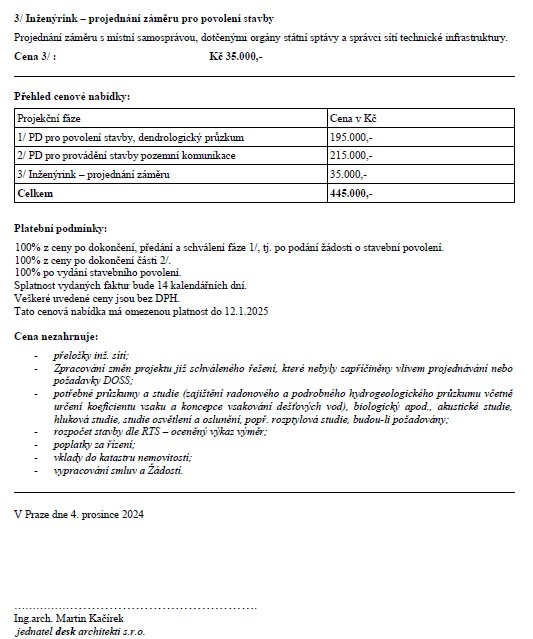 3/ Inženýrink – projednání záměru pro povolení stavby
Projednání záměru s místní samosprávou, dotčenými orgány státní sptávy a správci sítí technické infrastruktury.
Cena 3/ : Kč 35.000,-
Přehled cenové nabídky:
Projekční fáze Cena v Kč
1/ PD pro povolení stavby, dendrologický průzkum 195.000,-
2/ PD pro provádění stavby pozemní komunikace 215.000,-
3/ Inženýrink – projednání záměru 35.000,-
Celkem 445.000,-
Platební podmínky:
100% z ceny po dokončení, předání a schválení fáze 1/, tj. po podání žádosti o stavební povolení.
100% z ceny po dokončení části 2/.
100% po vydání stavebního povolení.
Splatnost vydaných faktur bude 14 kalendářních dní.
Veškeré uvedené ceny jsou bez DPH.
Tato cenová nabídka má omezenou platnost do 12.1.2025
Cena nezahrnuje:
- přeložky inž. sítí;
- Zpracování změn projektu již schváleného řešení, které nebyly zapříčiněny vlivem projednávání nebo
požadavky DOSS;
- potřebné průzkumy a studie (zajištění radonového a podrobného hydrogeologického průzkumu včetně
určení koeficientu vsaku a koncepce vsakování dešťových vod), biologický apod., akustické studie,
hluková studie, studie osvětlení a oslunění, popř. rozptylová studie, budou-li požadovány;
- rozpočet stavby dle RTS – oceněný výkaz výměr;
- poplatky za řízení;
- vklady do katastru nemovitostí;
- vypracování smluv a Žádostí.
V Praze dne 4. prosince 2024
……………………………………………….
Ing.arch. Martin Kačírek
jednatel desk architekti s.r.o.